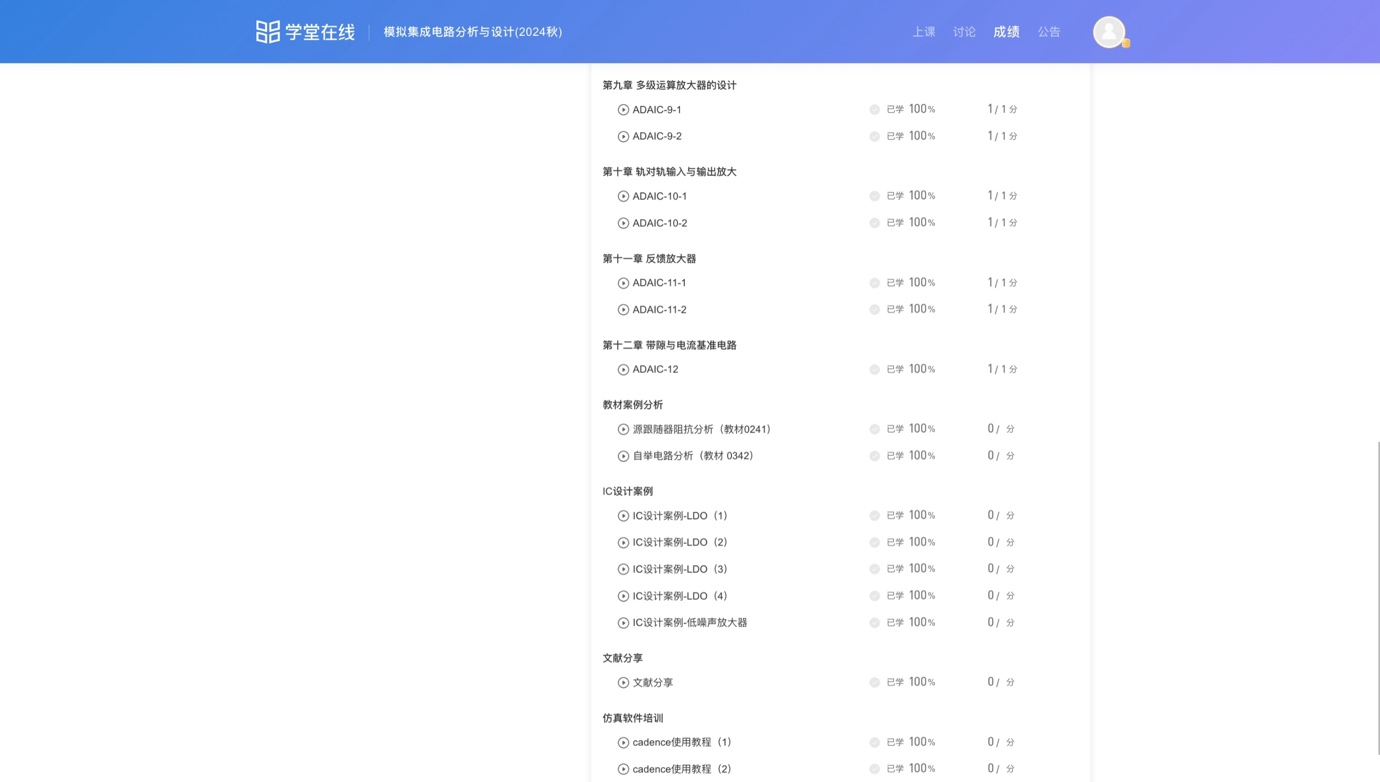 学堂在线 模拟集成电路分析与设计(2024秋) 上课 讨论 成绩 公告
第九章 多级运算放大器的设计
ADAIC-9-1 已学 100% 1 / 1 分
ADAIC-9-2 已学 100% 1 / 1 分
第十章 轨对轨输入与输出放大
ADAIC-10-1 已学 100% 1 / 1 分
ADAIC-10-2 已学 100% 1 / 1 分
第十一章 反馈放大器
ADAIC-11-1 已学 100% 1 / 1 分
ADAIC-11-2 已学 100% 1 / 1 分
第十二章 带隙与电流基准电路
ADAIC-12 已学 100% 1 / 1 分
教材案例分析
源跟随器阻抗分析（教材0241） 已学 100% 0 / 分
自举电路分析（教材 0342） 已学 100% 0 / 分
IC设计案例
IC设计案例-LDO（1） 已学 100% 0 / 分
IC设计案例-LDO（2） 已学 100% 0 / 分
IC设计案例-LDO（3） 已学 100% 0 / 分
IC设计案例-LDO（4） 已学 100% 0 / 分
IC设计案例-低噪声放大器 已学 100% 0 / 分
文献分享
文献分享 已学 100% 0 / 分
仿真软件培训
cadence使用教程（1） 已学 100% 0 / 分
cadence使用教程（2） 已学 100% 0 / 分